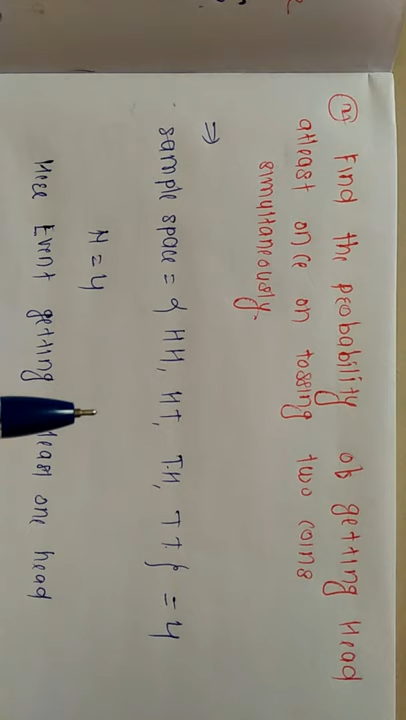 2) Find the probability of getting Head
atleast once on tossing two coins
simultaneously.
⇒
sample space = { HH, HT, TH, TT } = 4
N = 4
Here Event getting least one head